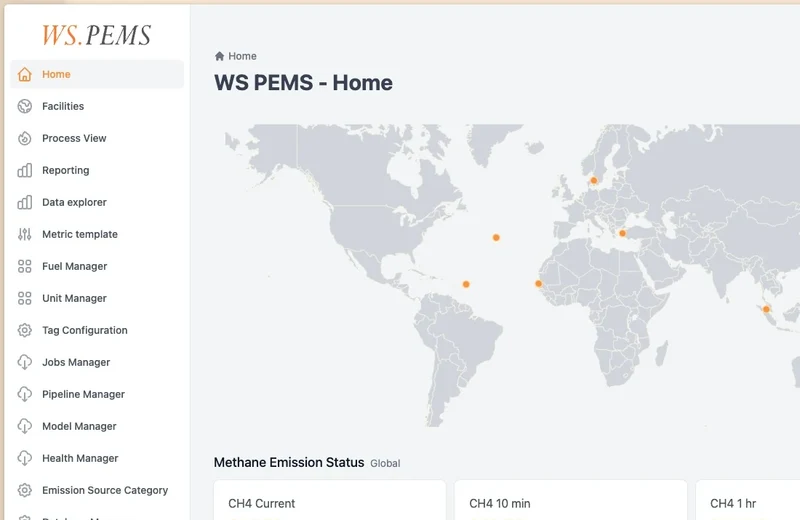 WS.PEMS
Home
Facilities
Process View
Reporting
Data explorer
Metric template
Fuel Manager
Unit Manager
Tag Configuration
Jobs Manager
Pipeline Manager
Model Manager
Health Manager
Emission Source Category
Home
WS PEMS - Home
Methane Emission Status Global
CH4 Current
CH4 10 min
CH4 1 hr